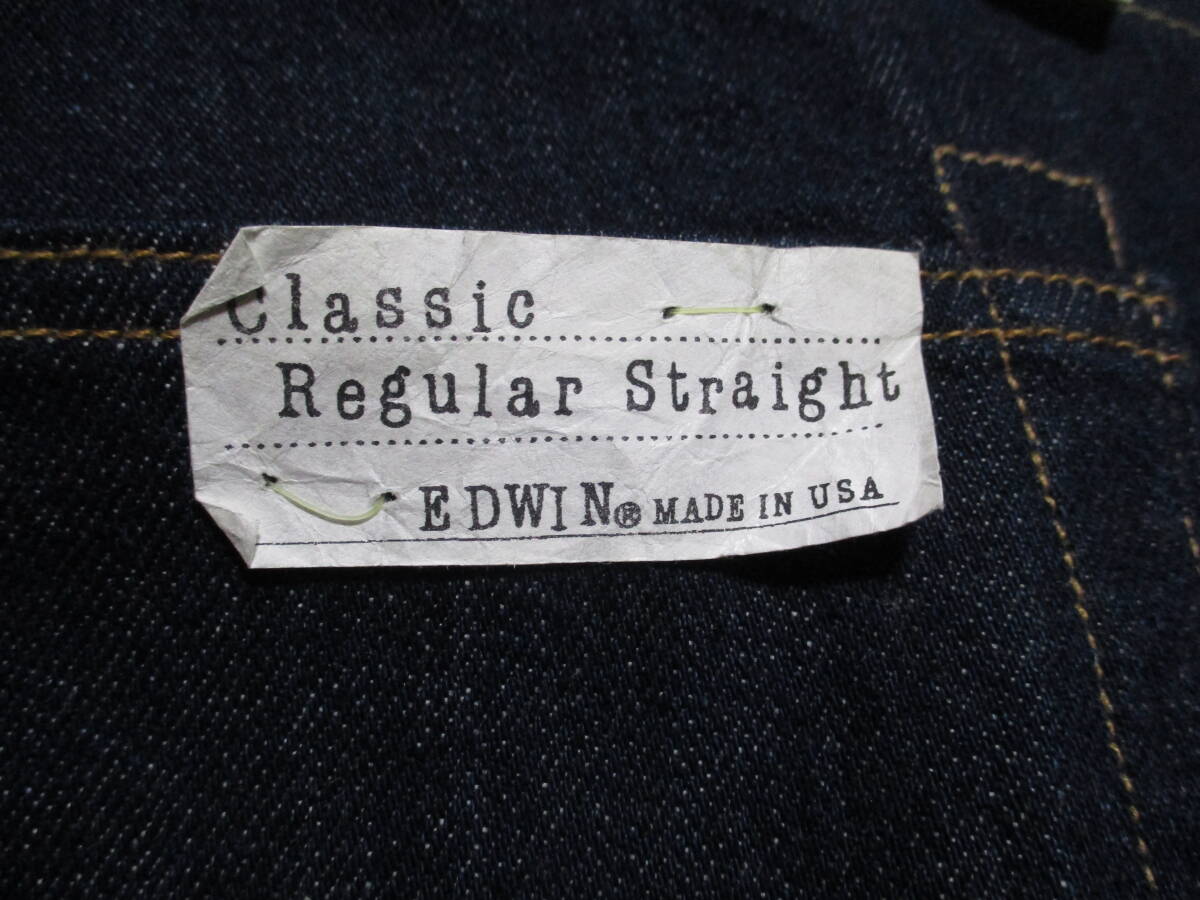 Classic
Regular Straight
EDWIN® MADE IN USA